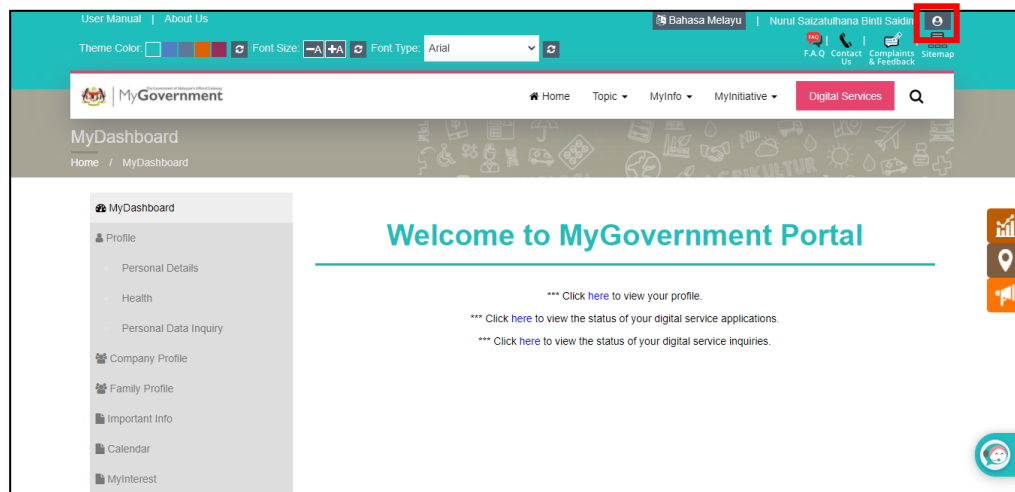 User Manual | About Us
Bahasa Melayu | Nurul Saizatulhana Binti Saidin
Theme Color: Font Size: -A +A Font Type: Arial
FAQ
F.A.Q Contact Us Complaints & Feedback Sitemap
MyGovernment
Home Topic MyInfo MyInitiative Digital Services
MyDashboard
Home / MyDashboard
AGRIKULTUR
MyDashboard
Profile
Personal Details
Health
Personal Data Inquiry
Company Profile
Family Profile
Important Info
Calendar
MyInterest
Welcome to MyGovernment Portal
*** Click here to view your profile.
*** Click here to view the status of your digital service applications.
*** Click here to view the status of your digital service inquiries.